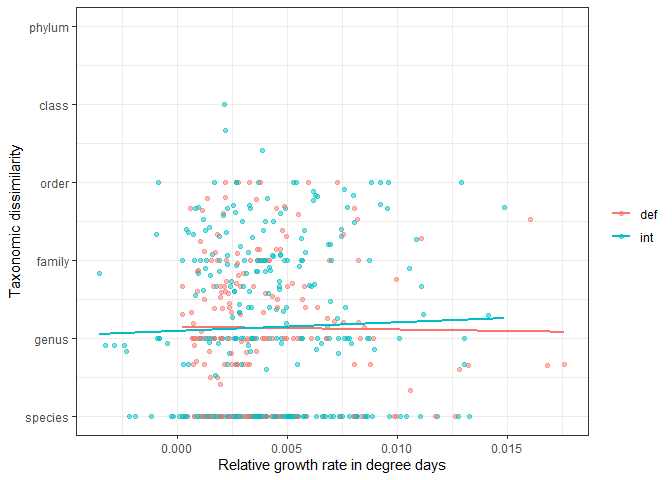 phylum
class
order
family
genus
species
Taxonomic dissimilarity
0.000
0.005
0.010
0.015
Relative growth rate in degree days
def
int